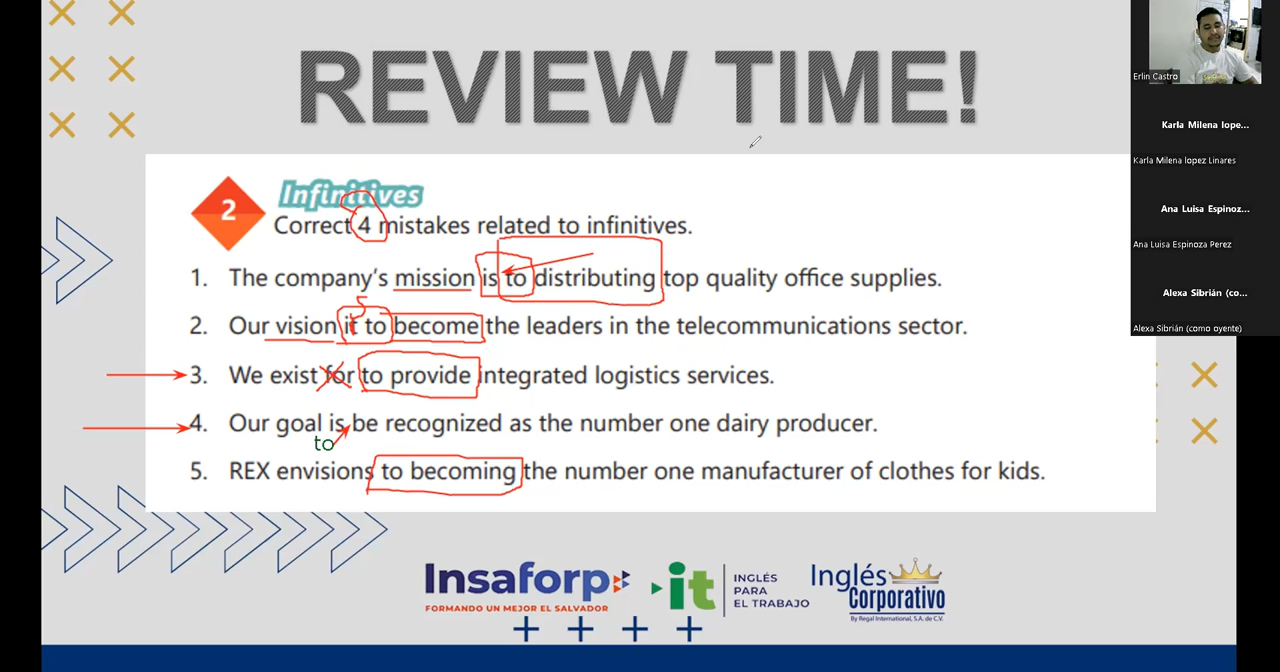 REVIEW TIME!
2
Infinitives
5
Correct 4 mistakes related to infinitives.
1. The company's mission is to distributing top quality office supplies.
s
2. Our vision it to become the leaders in the telecommunications sector.
3. We exist for to provide integrated logistics services.
4. Our goal is be recognized as the number one dairy producer.
to
5. REX envisions to becoming the number one manufacturer of clothes for kids.
Insaforp
FORMANDO UN MEJOR EL SALVADOR
it
INGLÉS
PARA
EL TRABAJO
Inglés
Corporativo
By Regal International, S.A. de C.V.
Erlin Castro
Karla Milena lope...
Karla Milena lopez Linares
Ana Luisa Espinoz...
Ana Luisa Espinoza Perez
Alexa Sibrián (co...
Alexa Sibrián (como oyente)